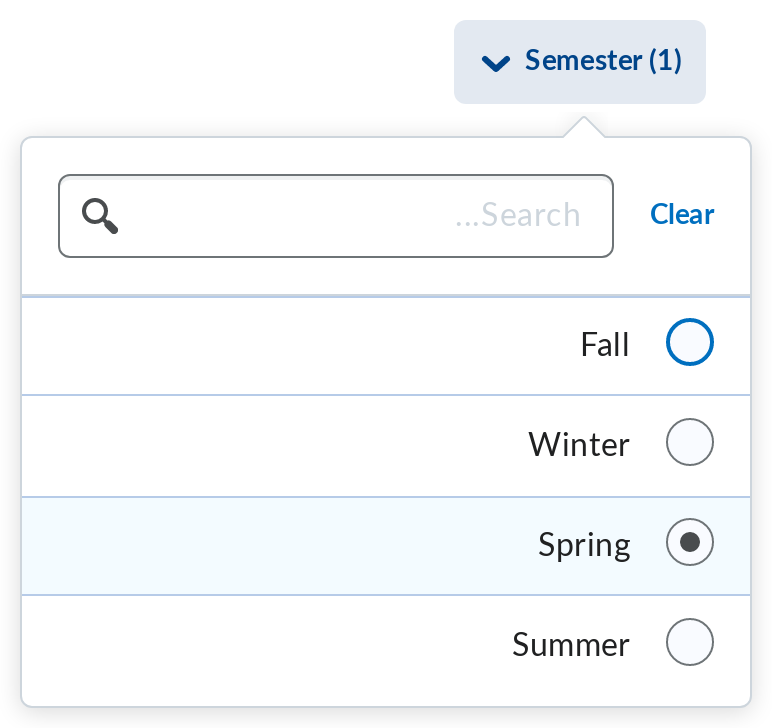 Semester (1)
...Search
Clear
Fall
Winter
Spring
Summer